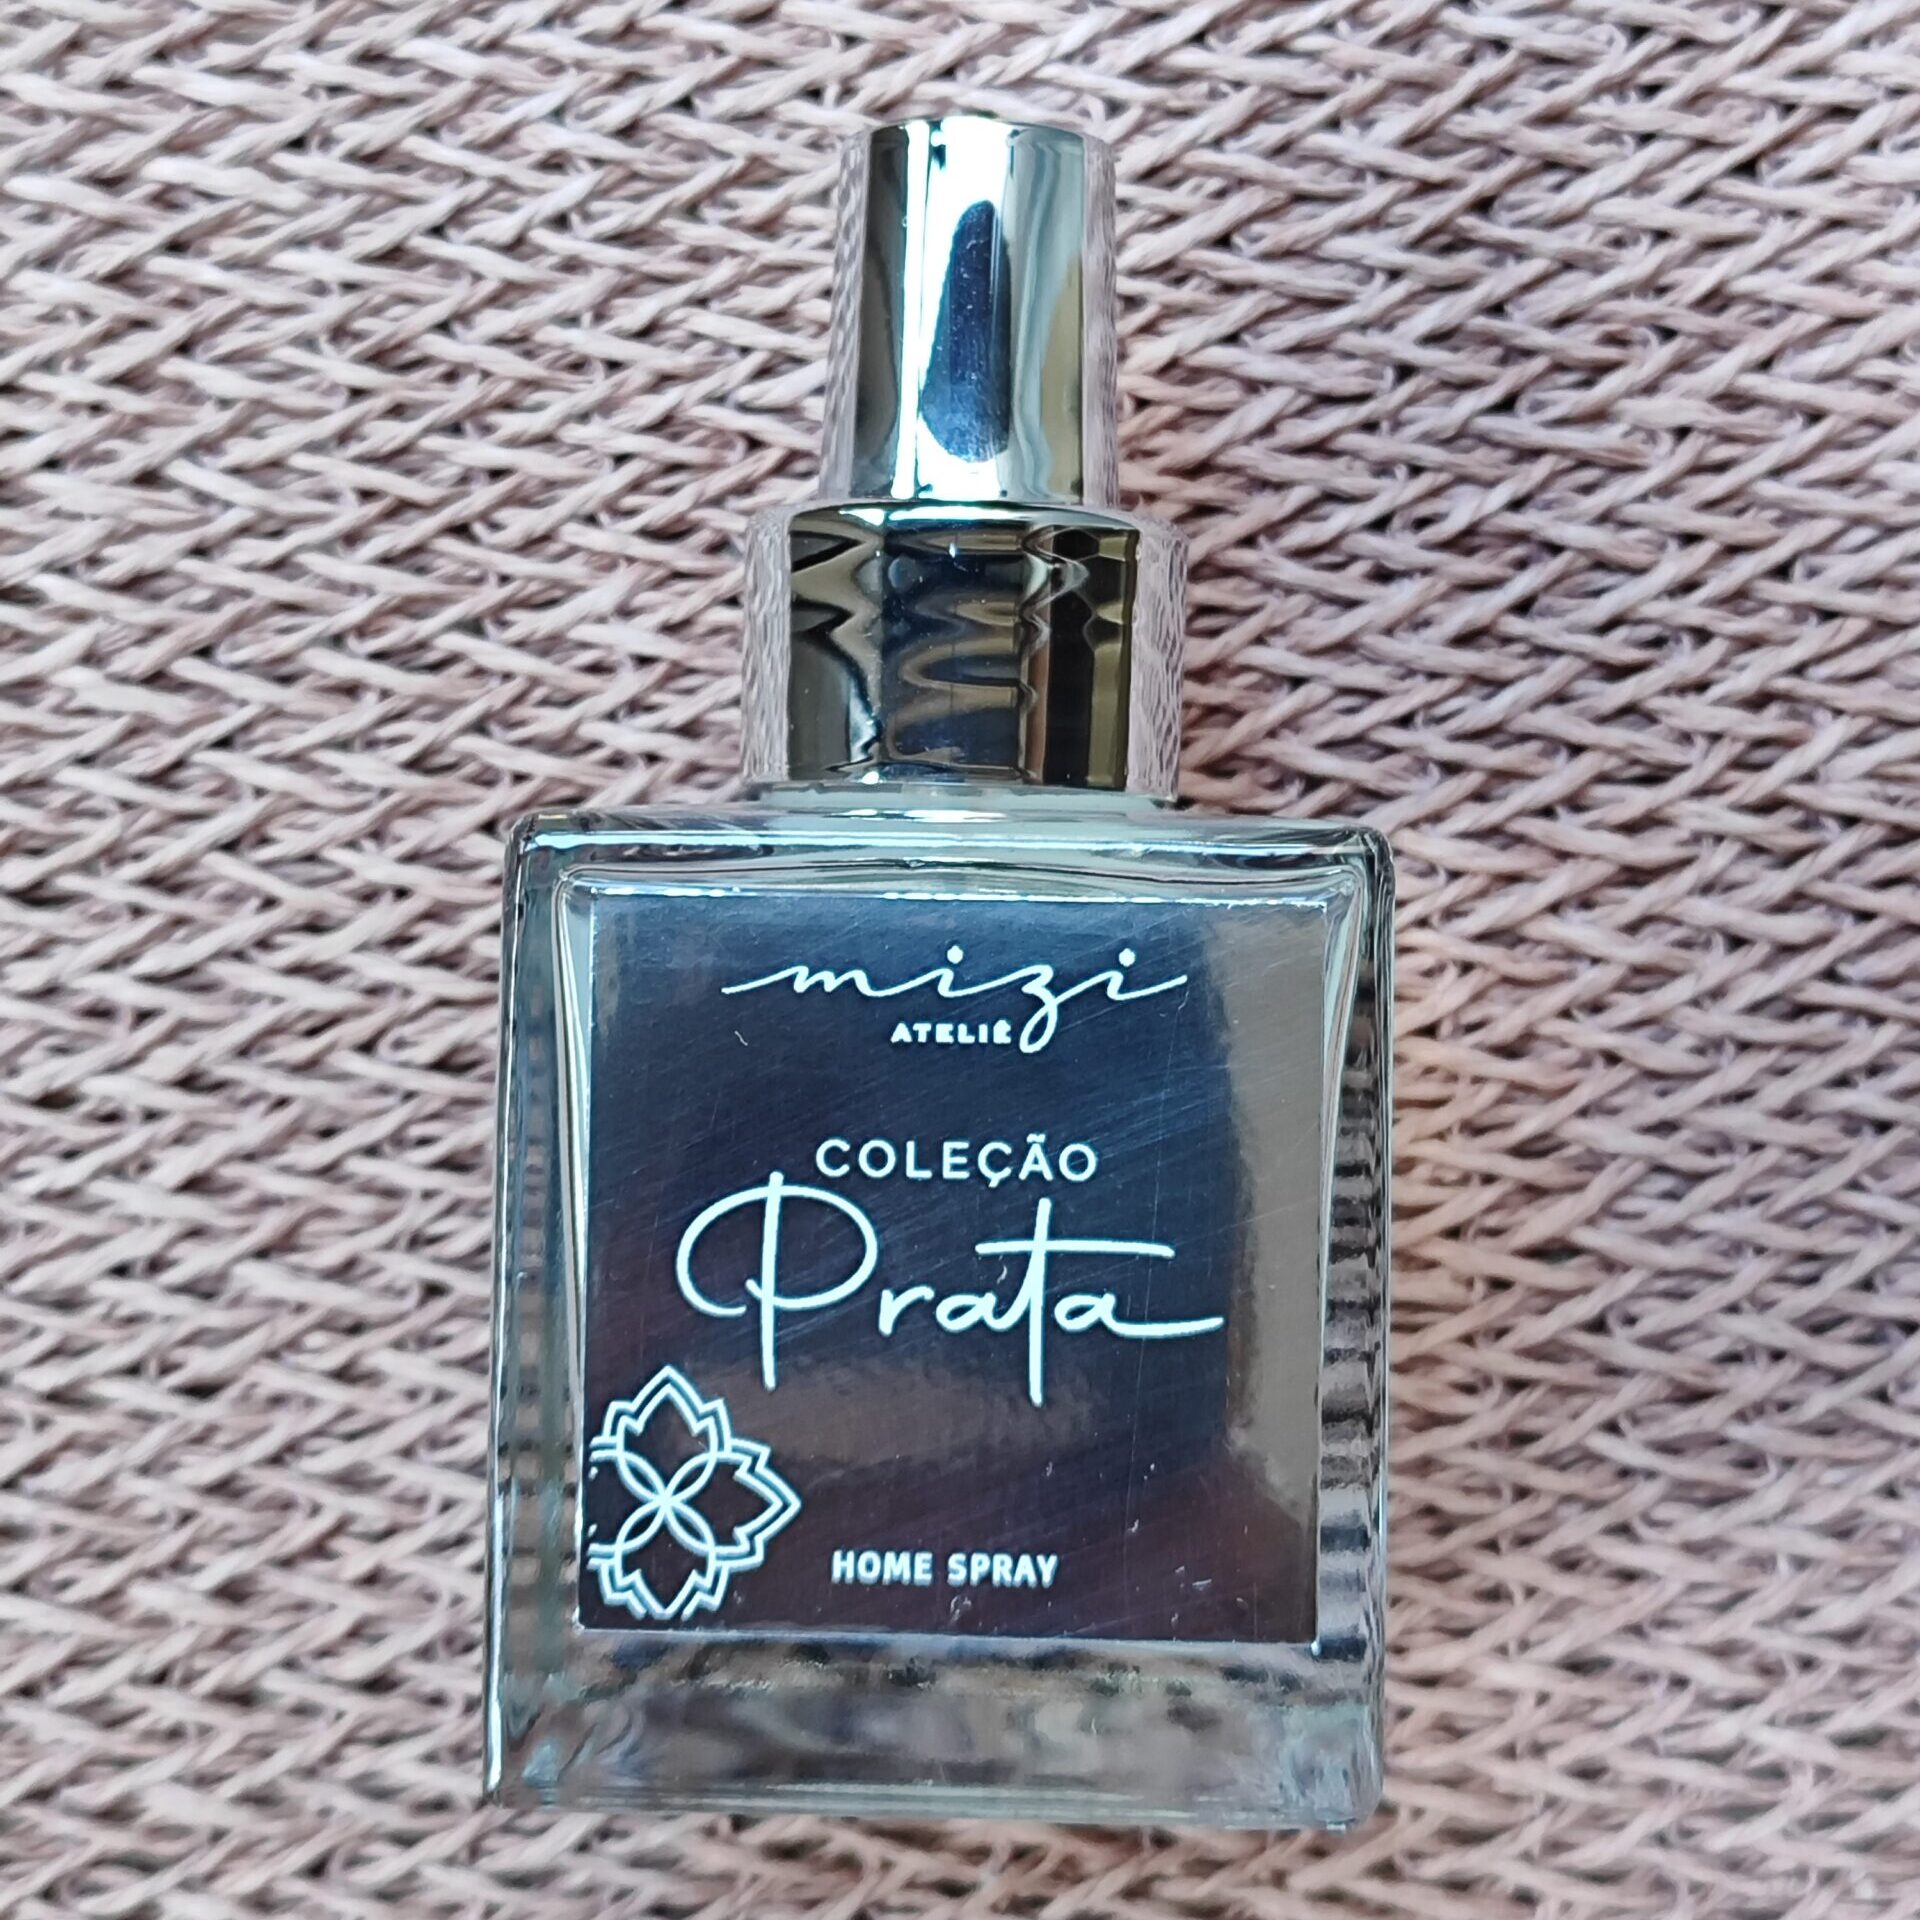 mizi
ATELIÊ
COLEÇÃO
Prata
HOME SPRAY